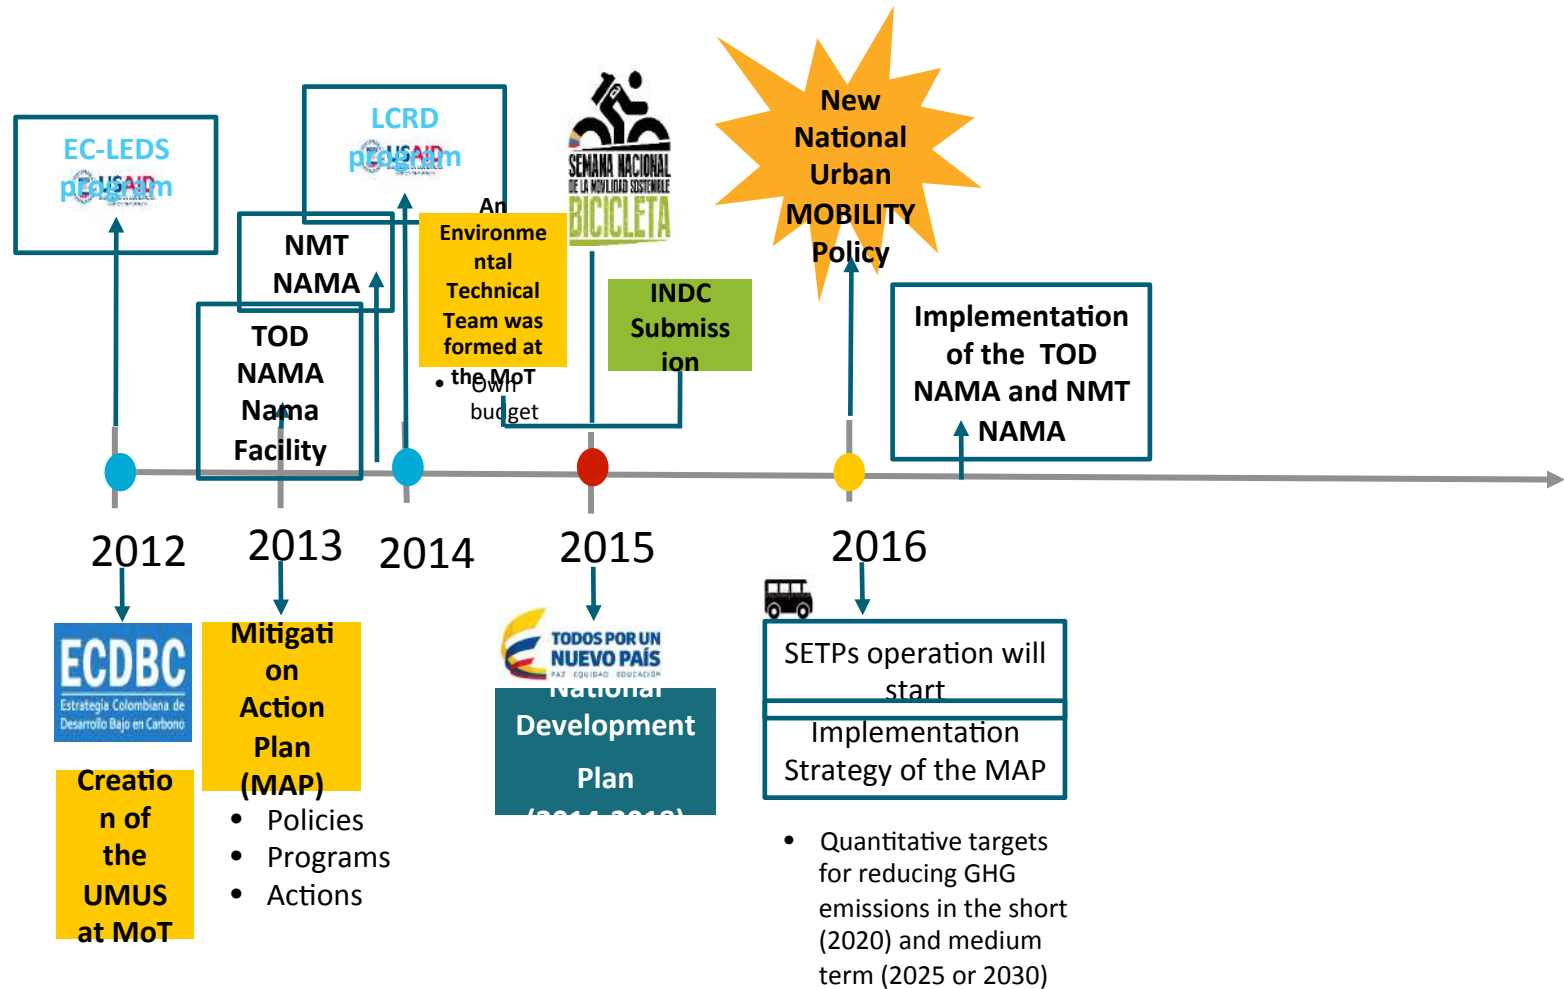 EC-LEDS
program
USAID
LCRD
program
USAID
NMT
NAMA
TOD
NAMA
Nama
Facility
An
Environme
ntal
Technical
Team was
formed at
the MoT
• Own
budget
SEMANA NACIONAL
DE LA MOVILIDAD SOSTENIBLE
BICICLETA
INDC
Submiss
ion
New
National
Urban
MOBILITY
Policy
Implementation
of the TOD
NAMA and NMT
NAMA
2012
2013
2014
2015
2016
ECDBC
Estrategia Colombiana de
Desarrollo Bajo en Carbono
Creatio
n of
the
UMUS
at MoT
Mitigati
on
Action
Plan
(MAP)
• Policies
• Programs
• Actions
TODOS POR UN
NUEVO PAÍS
PAZ EQUIDAD EDUCACIÓN
National
Development
Plan
(2014-2018)
SETPs operation will
start
Implementation
Strategy of the MAP
• Quantitative targets
for reducing GHG
emissions in the short
(2020) and medium
term (2025 or 2030)